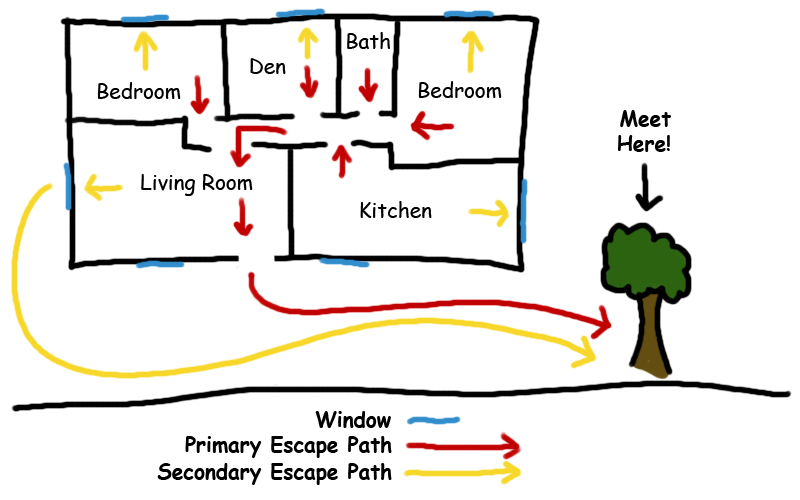 Bath
Den
Bedroom
Bedroom
Meet
Here!
Living Room
Kitchen
Window
Primary Escape Path
Secondary Escape Path